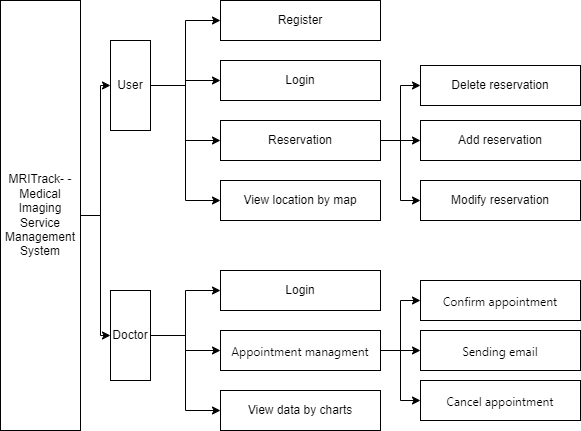 MRITrack- -
Medical
Imaging
Service
Management
System
User
Register
Login
Reservation
View location by map
Delete reservation
Add reservation
Modify reservation
Doctor
Login
Appointment managment
View data by charts
Confirm appointment
Sending email
Cancel appointment